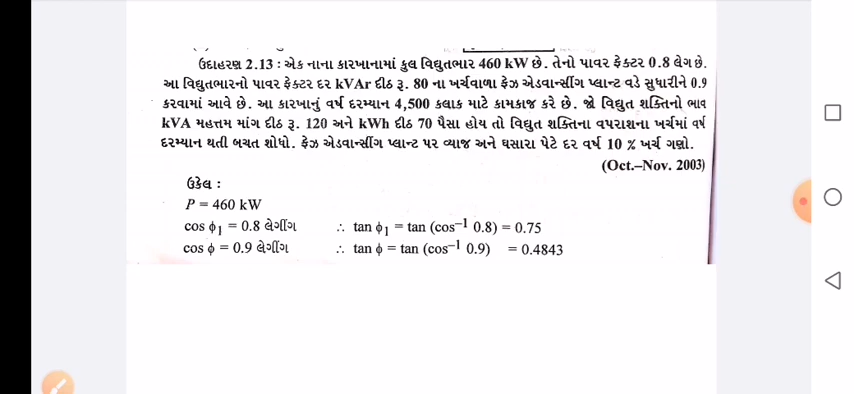 ઉદાહરણ 2.13 : એક નાના કારખાનામાં કુલ વિદ્યુતભાર 460 kW છે. તેનો પાવર ફેક્ટર 0.8 લેગ છે.
આ વિદ્યુતભારનો પાવર ફેક્ટર દર kVAr દીઠ રૂ. 80 ના ખર્ચવાળા ફેઝ એડવાન્સીંગ પ્લાન્ટ વડે સુધારીને 0.9
કરવામાં આવે છે. આ કારખાનું વર્ષ દરમ્યાન 4,500 કલાક માટે કામકાજ કરે છે. જો વિદ્યુત શક્તિનો ભાવ
kVA મહત્તમ માંગ દીઠ રૂ. 120 અને kWh દીઠ 70 પૈસા હોય તો વિદ્યુત શક્તિના વપરાશના ખર્ચમાં વર્ષ
દરમ્યાન થતી બચત શોધો. ફેઝ એડવાન્સીંગ પ્લાન્ટ પર વ્યાજ અને ઘસારા પેટે દર વર્ષ 10 % ખર્ચ ગણો.
(Oct.–Nov. 2003)
ઉકેલ :
P = 460 kW
cos ϕ₁ = 0.8 લેગીંગ ∴ tan ϕ₁ = tan (cos⁻¹ 0.8) = 0.75
cos ϕ = 0.9 લેગીંગ ∴ tan ϕ = tan (cos⁻¹ 0.9) = 0.4843